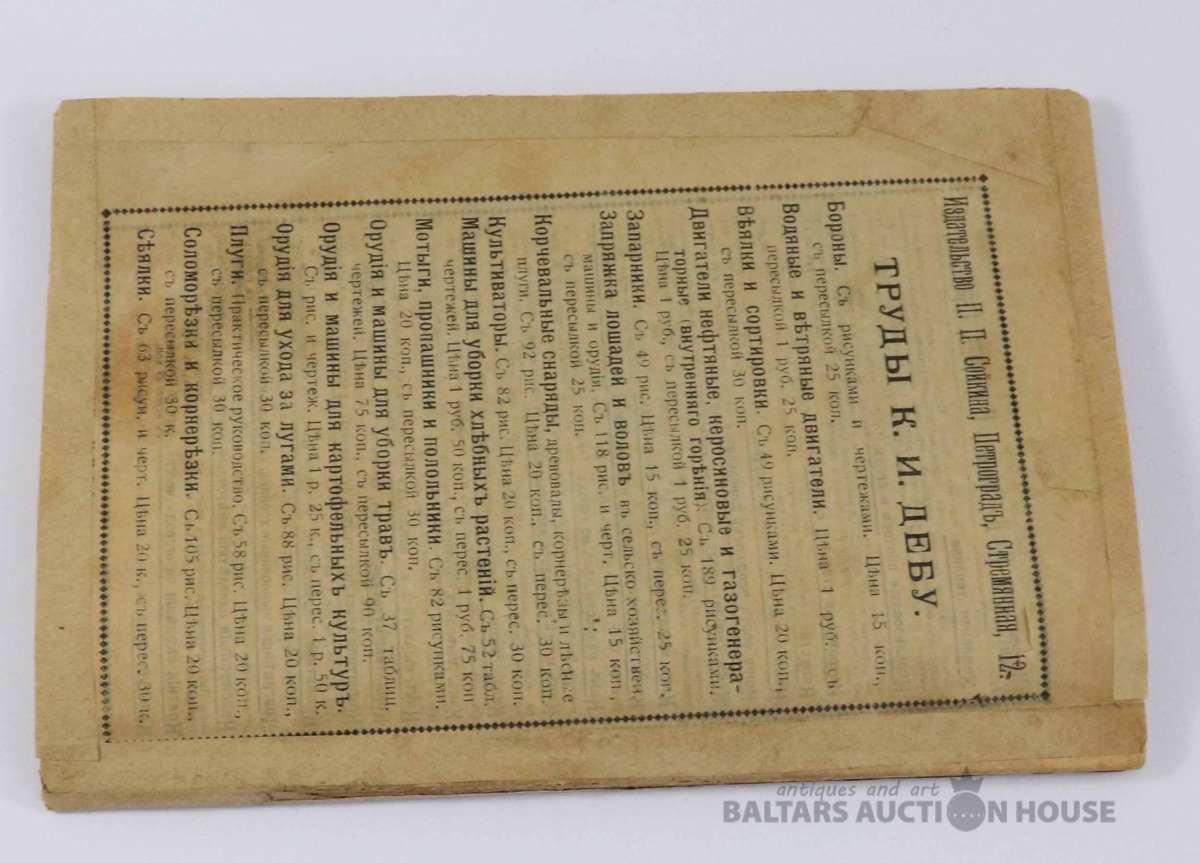 Издательство П. П. Сойкина, Петроградъ, Стремянная, 12.
ТРУДЫ К. И. ДЕБУ.
Бороны. Съ рисунками и чертежами. Цѣна 15 коп.,
съ пересылкой 25 коп.
Водяные и вѣтряные двигатели. Цѣна 1 руб., съ
пересылкой 1 руб. 25 коп.
Вѣялки и сортировки. Съ 49 рисунками. Цѣна 20 коп.,
съ пересылкой 30 коп.
Двигатели нефтяные, керосиновые и газогенера-
торные (внутренняго горѣнія). Съ 189 рисунками.
Цѣна 1 руб., съ пересылкой 1 руб. 25 коп.
Запарники. Съ 49 рис. Цѣна 15 коп., съ перес. 25 коп.
Запряжка лошадей и воловъ въ сельско-хозяйствен.
машины и орудія. Съ 118 рис. и черт. Цѣна 15 коп.,
съ пересылкой 25 коп.
Корчевальные снаряды, древовалы, корнерѣзы и лѣсные
плуги. Съ 92 рис. Цѣна 20 коп., съ перес. 30 коп.
Культиваторы. Съ 82 рис. Цѣна 20 коп., съ перес. 30 коп.
Машины для уборки хлѣбныхъ растеній. Съ 52 табл.
чертежей. Цѣна 1 руб. 50 коп., съ перес. 1 руб. 75 коп
Мотыги, пропашники и полольники. Съ 82 рисунками.
Цѣна 20 коп., съ пересылкой 30 коп.
Орудія и машины для уборки травъ. Съ 37 таблиц.
чертежей. Цѣна 75 коп., съ пересылкой 90 коп.
Орудія и машины для картофельныхъ культуръ.
Съ рис. и чертеж. Цѣна 1 р. 25 к., съ перес. 1 р. 50 к.
Орудія для ухода за лугами. Съ 88 рис. Цѣна 20 коп.,
съ пересылкой 30 коп.
Плуги. Практическое руководство. Съ 58 рис. Цѣна 20 коп.,
съ пересылкой 30 коп.
Соломорѣзки и корнерѣзки. Съ 105 рис. Цѣна 20 коп.,
съ пересылкой 30 к.
Сѣялки. Съ 63 рисун. и черт. Цѣна 20 к., съ перес. 30 к.
antiques and art
BALTARS AUCTION HOUSE